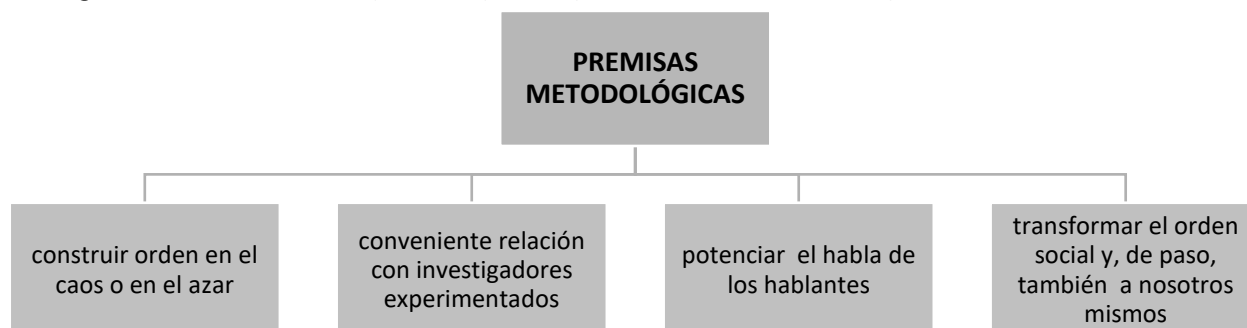 PREMISAS
METODOLÓGICAS
construir orden en el
caos o en el azar
conveniente relación
con investigadores
experimentados
potenciar el habla de
los hablantes
transformar el orden
social y, de paso,
también a nosotros
mismos